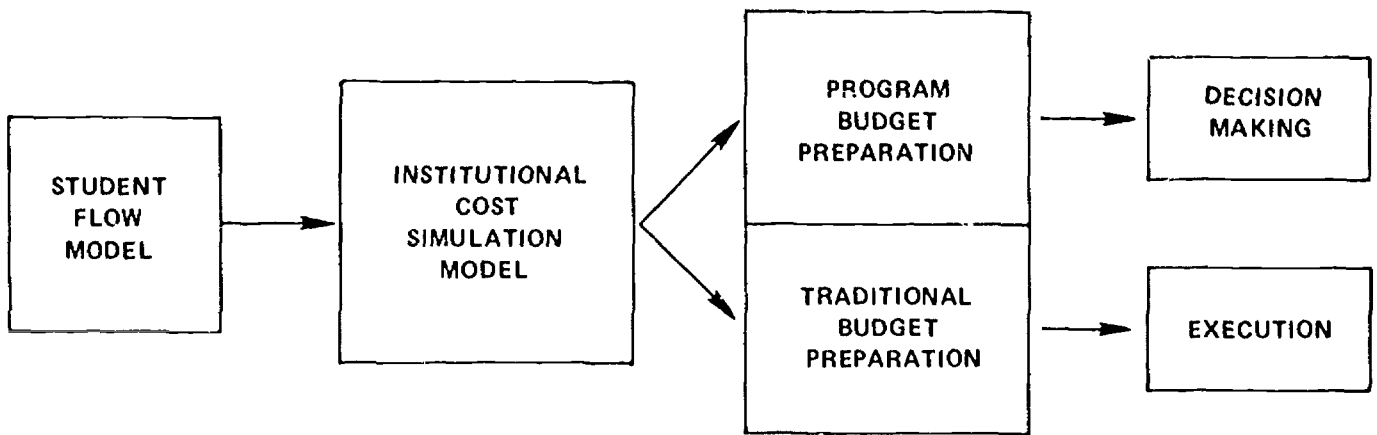 STUDENT
FLOW
MODEL
INSTITUTIONAL
COST
SIMULATION
MODEL
PROGRAM
BUDGET
PREPARATION
TRADITIONAL
BUDGET
PREPARATION
DECISION
MAKING
EXECUTION